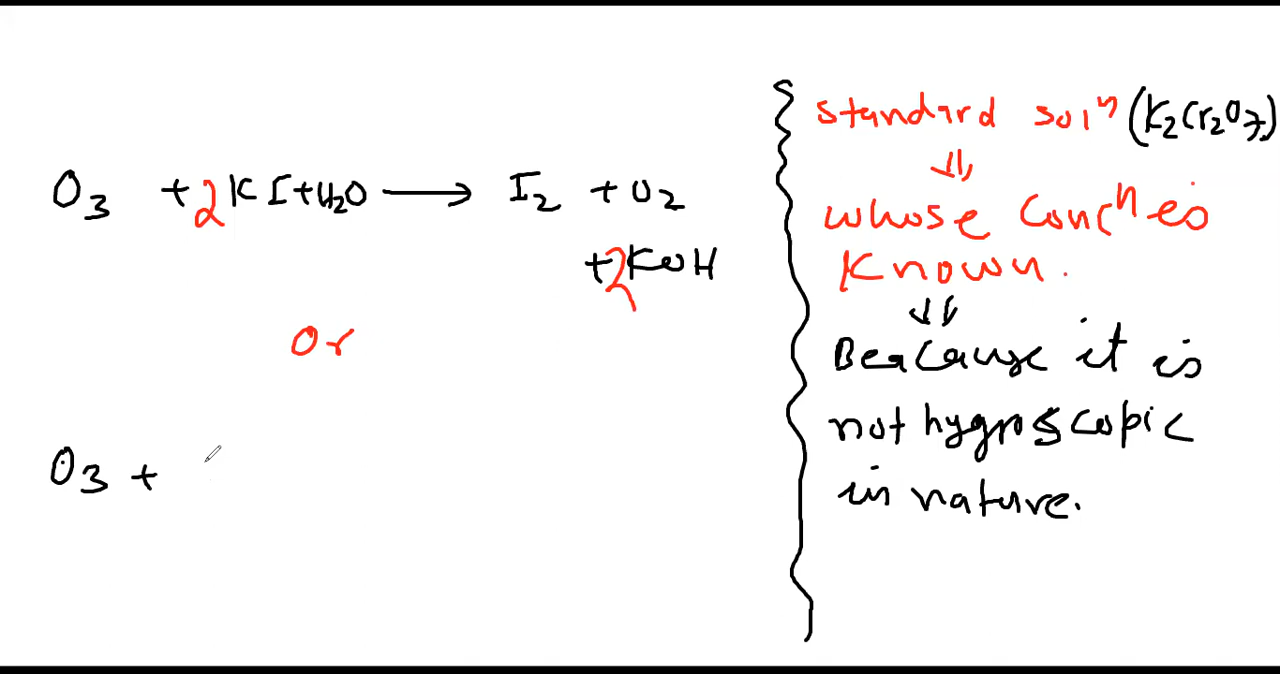 O3 + 2KI + H2O ⟶ I2 + O2
+ 2KOH
Or
O3 +
standard solⁿ (K2Cr2O7)
⇓
whose concⁿ is
Known.
⇓
Beacause it is
not hygroscopic
in nature.